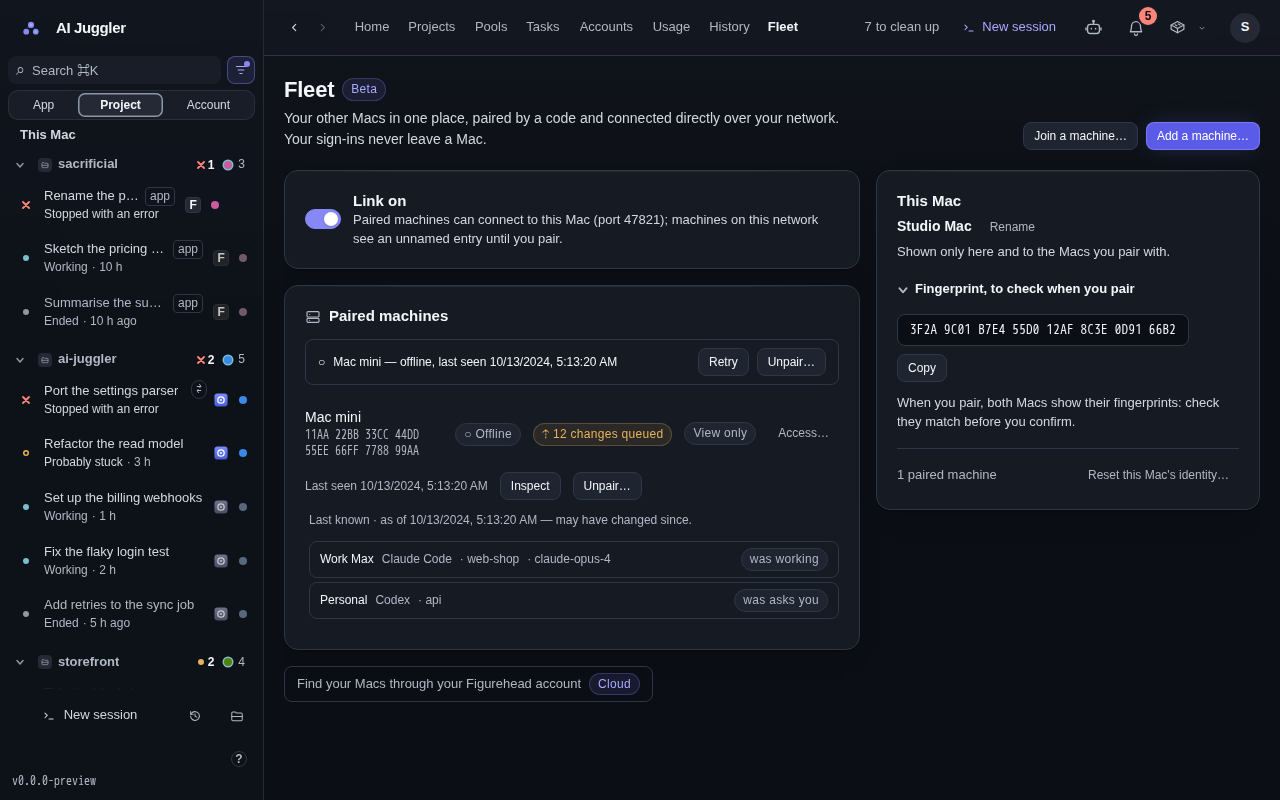 AI Juggler
Search ⌘K
App Project Account
This Mac
sacrificial 1 3
Rename the p… app
Stopped with an error F
Sketch the pricing … app
Working · 10 h F
Summarise the su… app
Ended · 10 h ago F
ai-juggler 2 5
Port the settings parser
Stopped with an error
Refactor the read model
Probably stuck · 3 h
Set up the billing webhooks
Working · 1 h
Fix the flaky login test
Working · 2 h
Add retries to the sync job
Ended · 5 h ago
storefront 2 4
New session
?
v0.0.0-preview
Home Projects Pools Tasks Accounts Usage History Fleet 7 to clean up New session 5 S
Fleet Beta
Your other Macs in one place, paired by a code and connected directly over your network.
Your sign-ins never leave a Mac.
Join a machine… Add a machine…
Link on
Paired machines can connect to this Mac (port 47821); machines on this network
see an unnamed entry until you pair.
Paired machines
○ Mac mini — offline, last seen 10/13/2024, 5:13:20 AM Retry Unpair…
Mac mini
11AA 22BB 33CC 44DD
55EE 66FF 7788 99AA
○ Offline ⇡ 12 changes queued View only Access…
Last seen 10/13/2024, 5:13:20 AM Inspect Unpair…
Last known · as of 10/13/2024, 5:13:20 AM — may have changed since.
Work Max Claude Code · web-shop · claude-opus-4 was working
Personal Codex · api was asks you
Find your Macs through your Figurehead account Cloud
This Mac
Studio Mac Rename
Shown only here and to the Macs you pair with.
Fingerprint, to check when you pair
3F2A 9C01 B7E4 55D0 12AF 8C3E 0D91 66B2
Copy
When you pair, both Macs show their fingerprints: check
they match before you confirm.
1 paired machine Reset this Mac's identity…